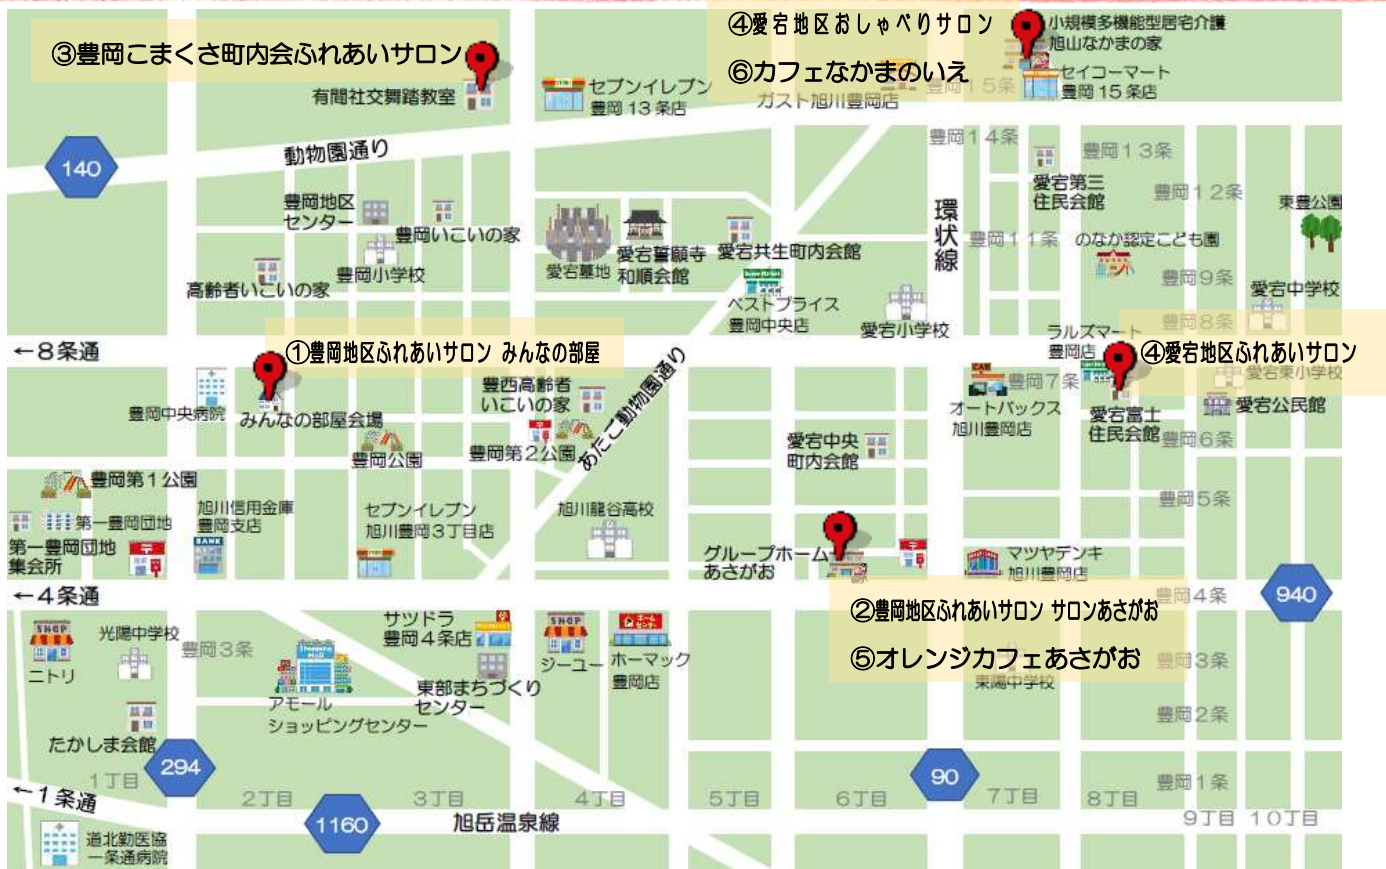 ③豊岡こまくさ町内会ふれあいサロン
有間社交舞踏教室
④愛宕地区おしゃべりサロン
⑥カフェなかまのいえ
小規模多機能型居宅介護
旭山なかまの家
セイコーマート
豊岡15条店
セブンイレブン
豊岡13条店
ガスト旭川豊岡店
豊岡15条
140
動物園通り
豊岡14条
豊岡13条
愛宕第三
住民会館
豊岡12条
東豊公園
豊岡地区
センター
豊岡いこいの家
豊岡小学校
高齢者いこいの家
愛宕墓地
愛宕誓願寺
和順会館
愛宕共生町内会館
ベストプライス
豊岡中央店
環状線
豊岡11条
のなか認定こども園
豊岡9条
愛宕中学校
愛宕小学校
豊岡8条
ラルズマート
豊岡店
←8条通
①豊岡地区ふれあいサロン みんなの部屋
④愛宕地区ふれあいサロン
愛宕東小学校
豊岡中央病院
みんなの部屋会場
豊西高齢者
いこいの家
あたご動物園通り
CAR
豊岡7条
オートバックス
旭川豊岡店
愛宕富士
住民会館
愛宕公民館
豊岡6条
豊岡公園
豊岡第2公園
愛宕中央
町内会館
豊岡第1公園
第一豊岡団地
第一豊岡団地
集会所
旭川信用金庫
豊岡支店
BANK
セブンイレブン
旭川豊岡3丁目店
旭川龍谷高校
豊岡5条
グループホーム
あさがお
マツヤデンキ
旭川豊岡店
←4条通
②豊岡地区ふれあいサロン サロンあさがお
⑤オレンジカフェあさがお
豊岡4条
940
SHOP
ニトリ
光陽中学校
豊岡3条
アモール
ショッピングセンター
サツドラ
豊岡4条店
東部まちづくり
センター
SHOP
ジーユー
ホーム
センター
ホーマック
豊岡店
東陽中学校
豊岡3条
豊岡2条
たかしま会館
294
90
豊岡1条
1丁目
2丁目
3丁目
4丁目
5丁目
6丁目
7丁目
8丁目
9丁目
10丁目
←1条通
1160
旭岳温泉線
道北勤医協
一条通病院